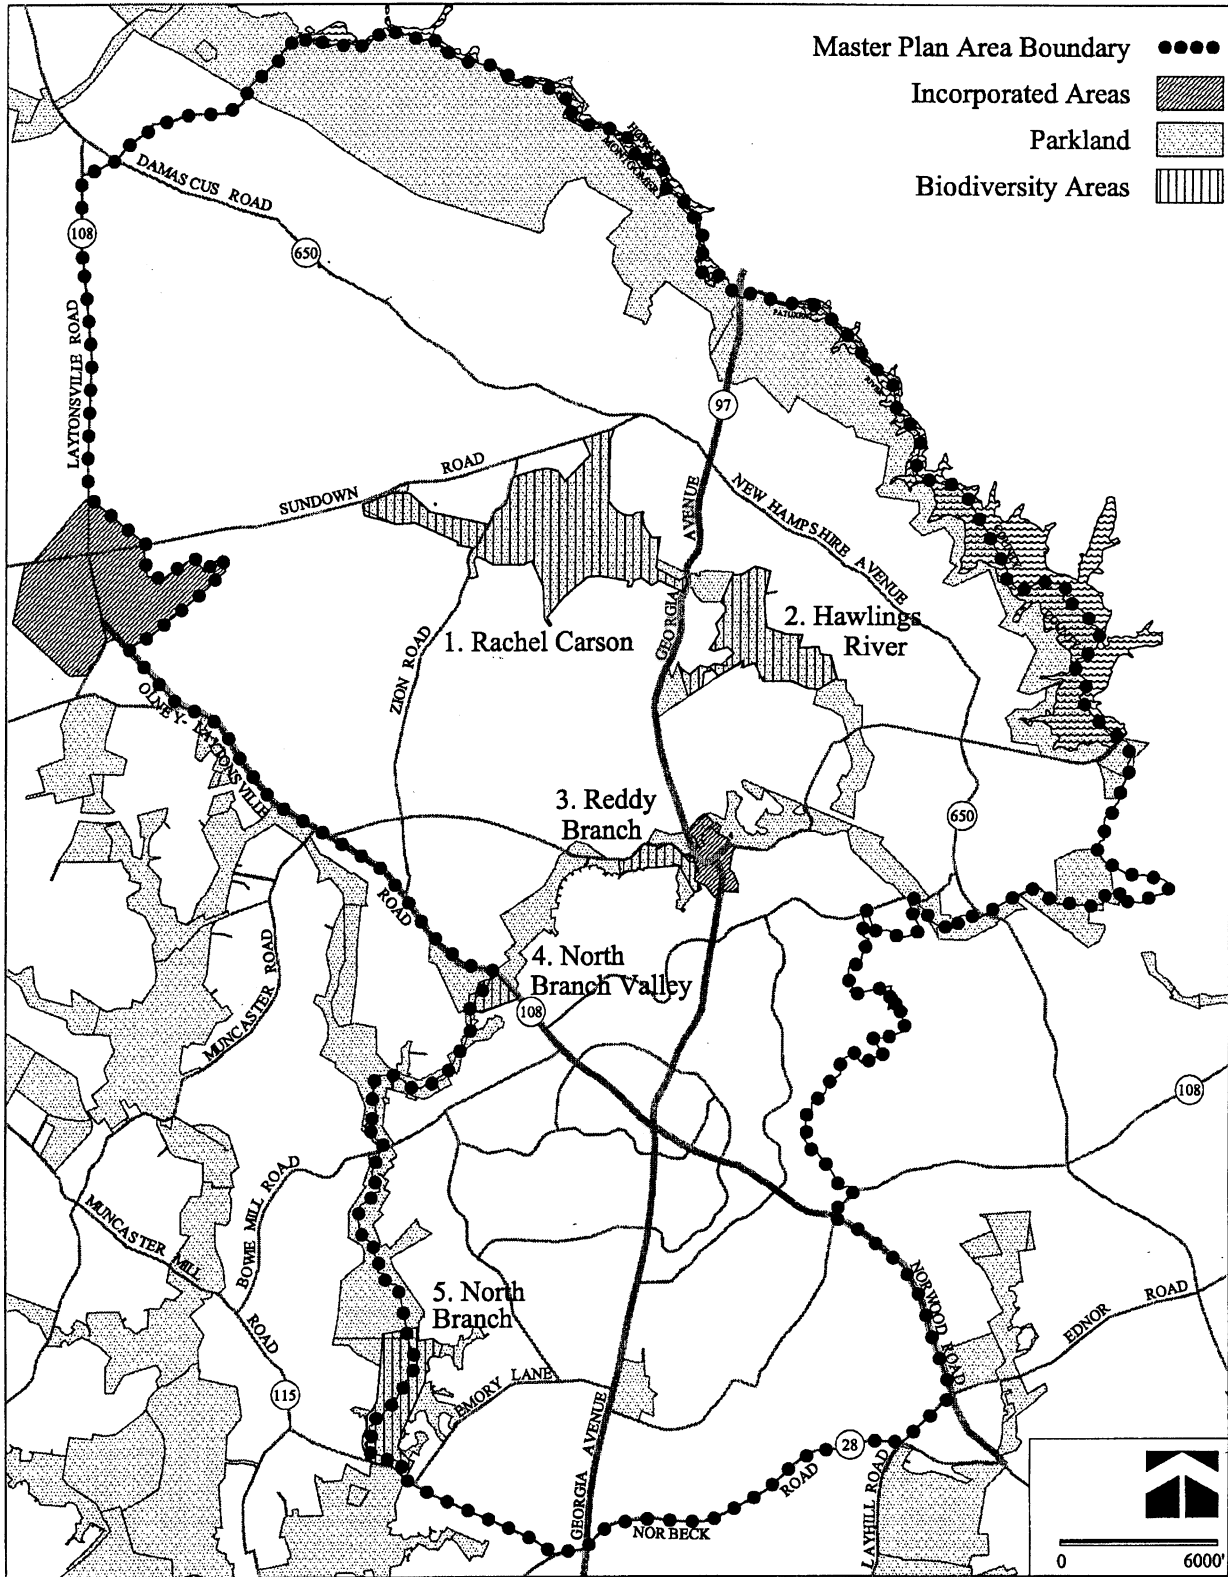 Master Plan Area Boundary
Incorporated Areas
Parkland
Biodiversity Areas
MONTGOMERY
DAMASCUS ROAD
108
650
LAYTONSVILLE ROAD
PATUXENT
RIVER
97
SUNDOWN ROAD
GEORGIA AVENUE
NEW HAMPSHIRE AVENUE
1. Rachel Carson
2. Hawlings
River
ZION ROAD
OLNEY-LAYTONSVILLE
ROAD
3. Reddy
Branch
650
4. North
Branch Valley
108
MUNCASTER ROAD
108
BOWIE MILL ROAD
MUNCASTER MILL
ROAD
5. North
Branch
NORWOOD ROAD
EDNOR ROAD
115
EMORY LANE
GEORGIA AVENUE
28
ROAD
NORBECK
LAYHILL ROAD
0 6000'